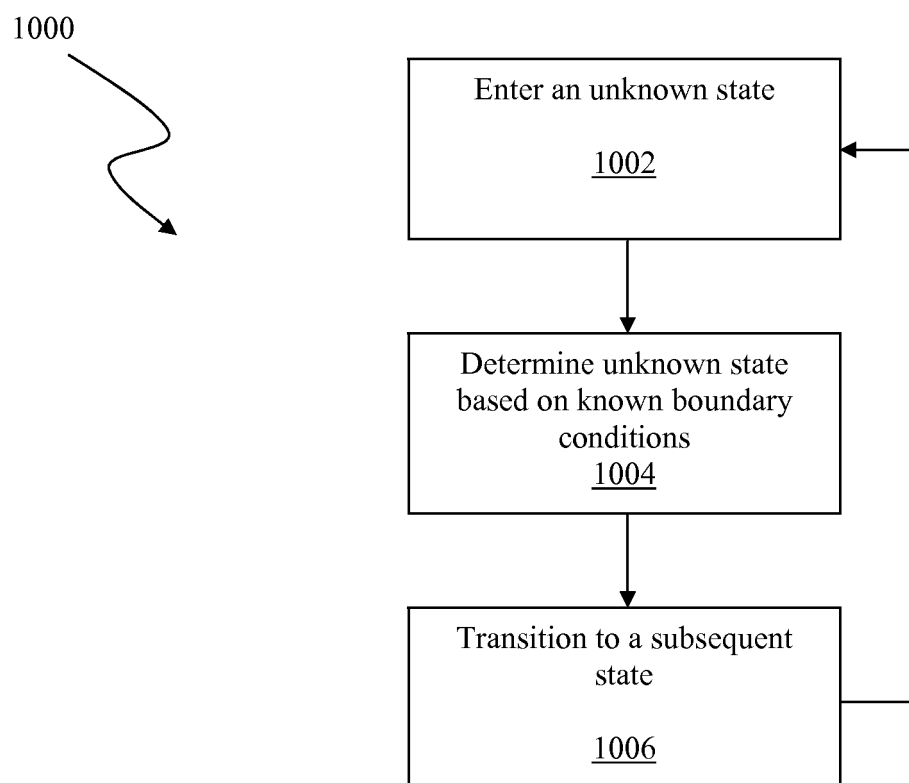 1000
Enter an unknown state
1002
Determine unknown state
based on known boundary
conditions
1004
Transition to a subsequent
state
1006